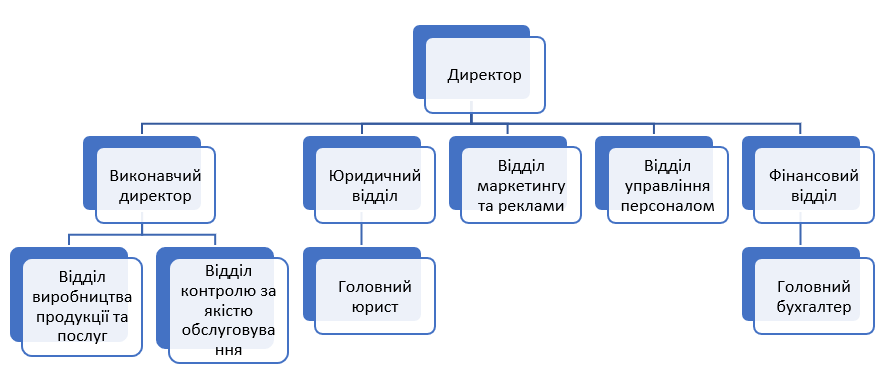 Директор
Виконавчий
директор
Юридичний
відділ
Відділ
маркетингу
та реклами
Відділ
управління
персоналом
Фінансовий
відділ
Відділ
виробництва
продукції та
послуг
Відділ
контролю за
якістю
обслуговува
ння
Головний
юрист
Головний
бухгалтер